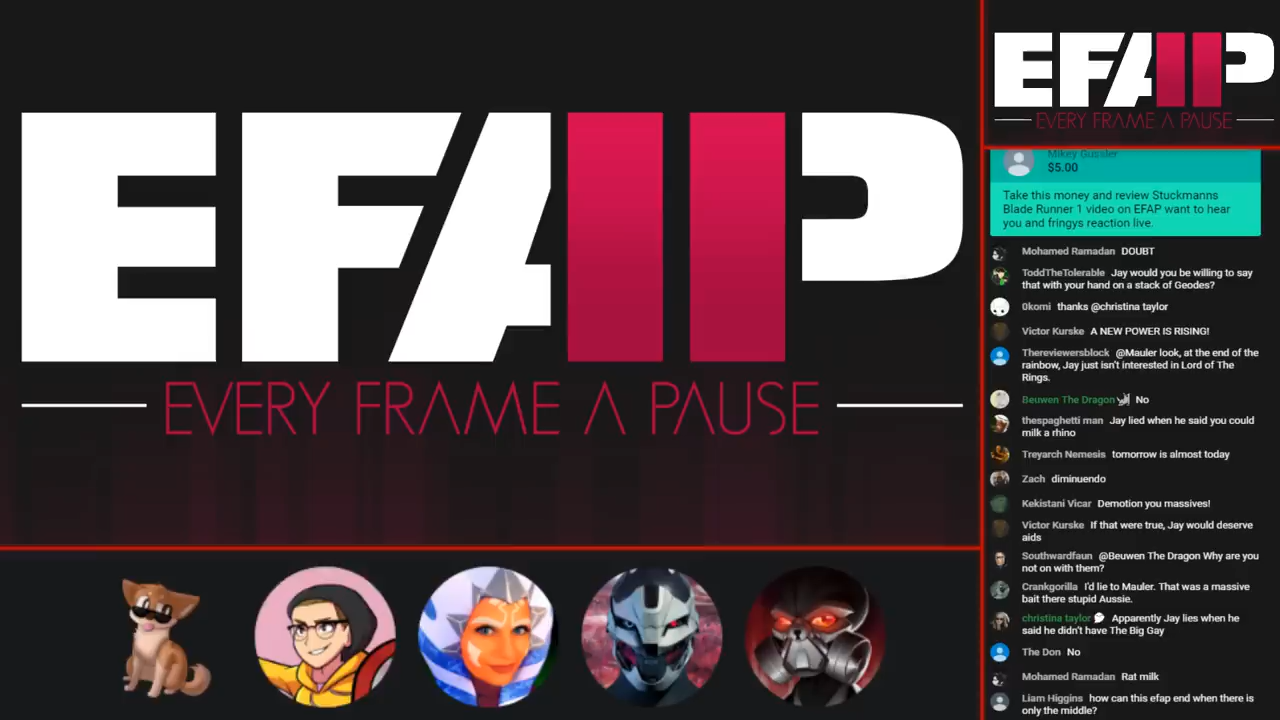 EFAP
EVERY FRAME A PAUSE
EFAP
EVERY FRAME A PAUSE
Mikey Gussler
$5.00
Take this money and review Stuckmanns
Blade Runner 1 video on EFAP want to hear
you and fringys reaction live.
Mohamed Ramadan DOUBT
ToddTheTolerable Jay would you be willing to say
that with your hand on a stack of Geodes?
0komi thanks @christina taylor
Victor Kurske A NEW POWER IS RISING!
Thereviewersblock @Mauler look, at the end of the
rainbow, Jay just isn't interested in Lord of The
Rings.
Beuwen The Dragon No
thespaghetti man Jay lied when he said you could
milk a rhino
Treyarch Nemesis tomorrow is almost today
Zach diminuendo
Kekistani Vicar Demotion you massives!
Victor Kurske If that were true, Jay would deserve
aids
Southwardfaun @Beuwen The Dragon Why are you
not on with them?
Crankgorilla I'd lie to Mauler. That was a massive
bait there stupid Aussie.
christina taylor Apparently Jay lies when he
said he didn't have The Big Gay
The Don No
Mohamed Ramadan Rat milk
Liam Higgins how can this efap end when there is
only the middle?